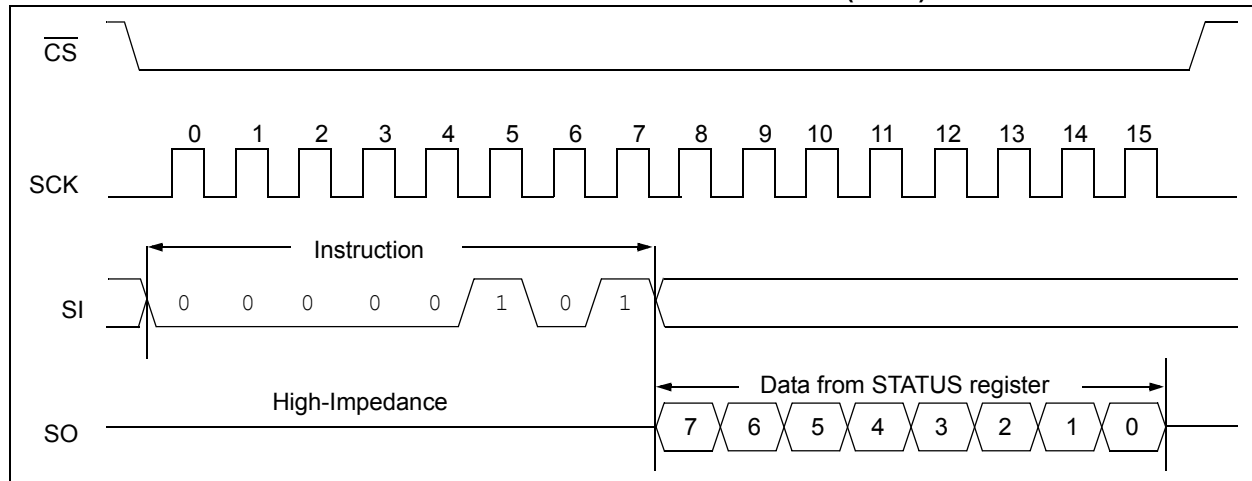 CS
0 1 2 3 4 5 6 7 8 9 10 11 12 13 14 15
SCK
Instruction
SI 0 0 0 0 0 1 0 1
Data from STATUS register
High-Impedance
SO 7 6 5 4 3 2 1 0